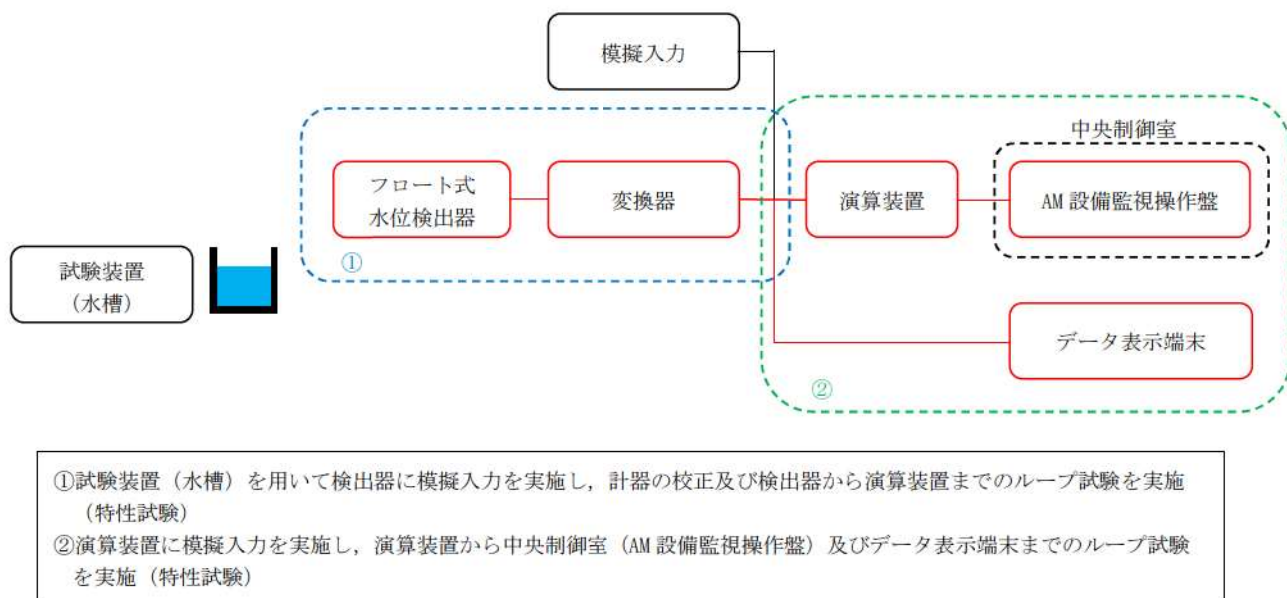 模擬入力
中央制御室
フロート式
水位検出器
変換器
演算装置
AM 設備監視操作盤
①
試験装置
（水槽）
データ表示端末
②
①試験装置（水槽）を用いて検出器に模擬入力を実施し，計器の校正及び検出器から演算装置までのループ試験を実施
（特性試験）
②演算装置に模擬入力を実施し，演算装置から中央制御室（AM 設備監視操作盤）及びデータ表示端末までのループ試験
を実施（特性試験）